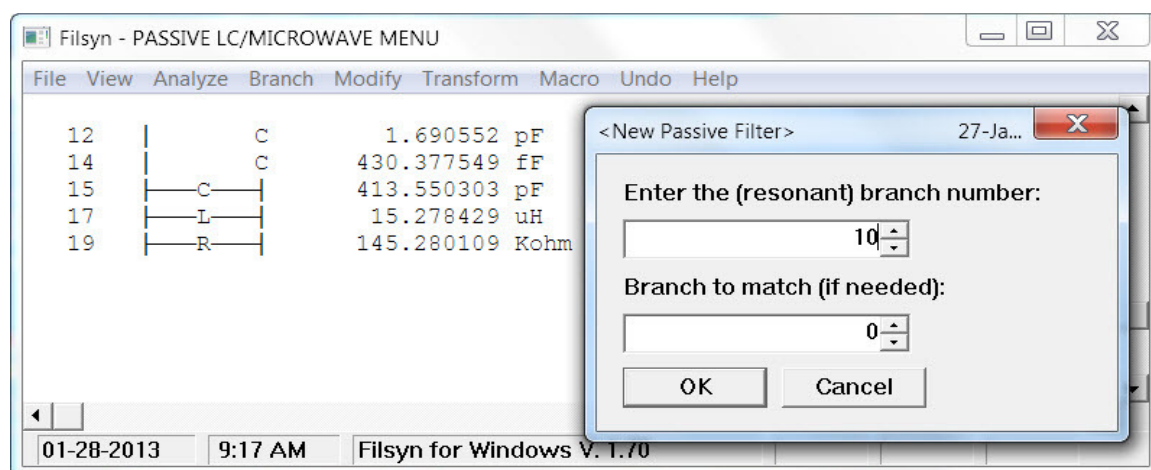 Filsyn - PASSIVE LC/MICROWAVE MENU
File View Analyze Branch Modify Transform Macro Undo Help
12 C 1.690552 pF
14 C 430.377549 fF
15 C 413.550303 pF
17 L 15.278429 uH
19 R 145.280109 Kohm
<New Passive Filter> 27-Ja...
Enter the (resonant) branch number:
10
Branch to match (if needed):
0
OK Cancel
01-28-2013 9:17 AM Filsyn for Windows V. 1.70